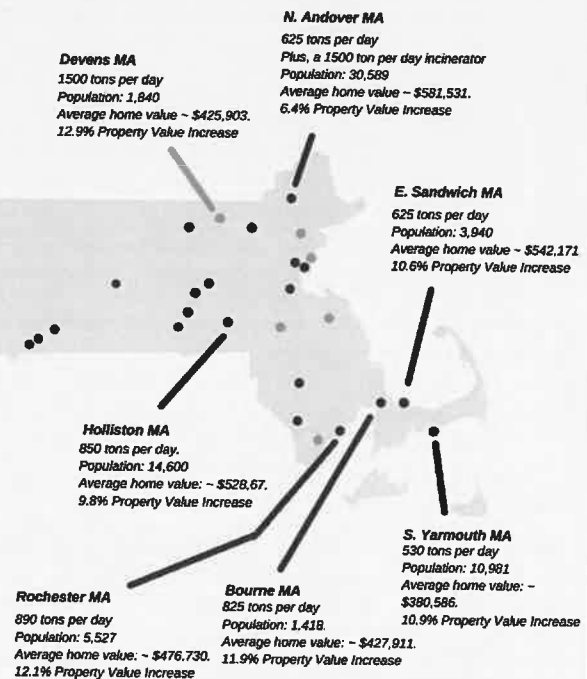 N. Andover MA
625 tons per day
Plus, a 1500 ton per day incinerator
Population: 30,589
Average home value ~ $581,531.
6.4% Property Value Increase
Devens MA
1500 tons per day
Population: 1,840
Average home value ~ $425,903.
12.9% Property Value Increase
E. Sandwich MA
625 tons per day
Population: 3,940
Average home value ~ $542,171
10.6% Property Value Increase
Holliston MA
850 tons per day.
Population: 14,600
Average home value: ~ $528,67.
9.8% Property Value Increase
S. Yarmouth MA
530 tons per day
Population: 10,981
Average home value: ~
$380,586.
10.9% Property Value Increase
Rochester MA
890 tons per day
Population: 5,527
Average home value: ~ $476.730.
12.1% Property Value Increase
Bourne MA
825 tons per day
Population: 1,418.
Average home value: ~ $427,911.
11.9% Property Value Increase